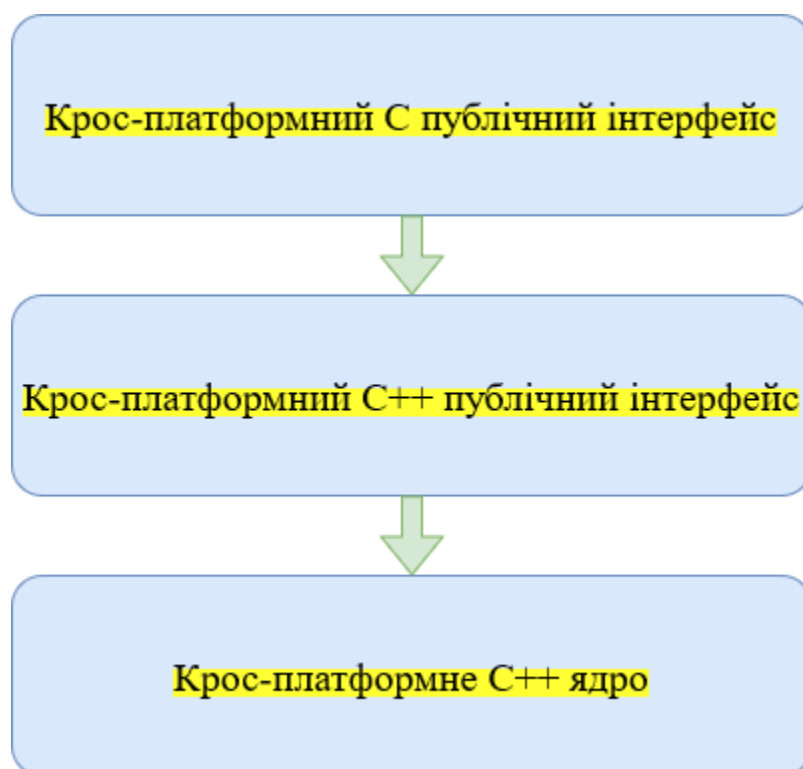 Крос-платформний C публічний інтерфейс
Крос-платформний C++ публічний інтерфейс
Крос-платформне C++ ядро